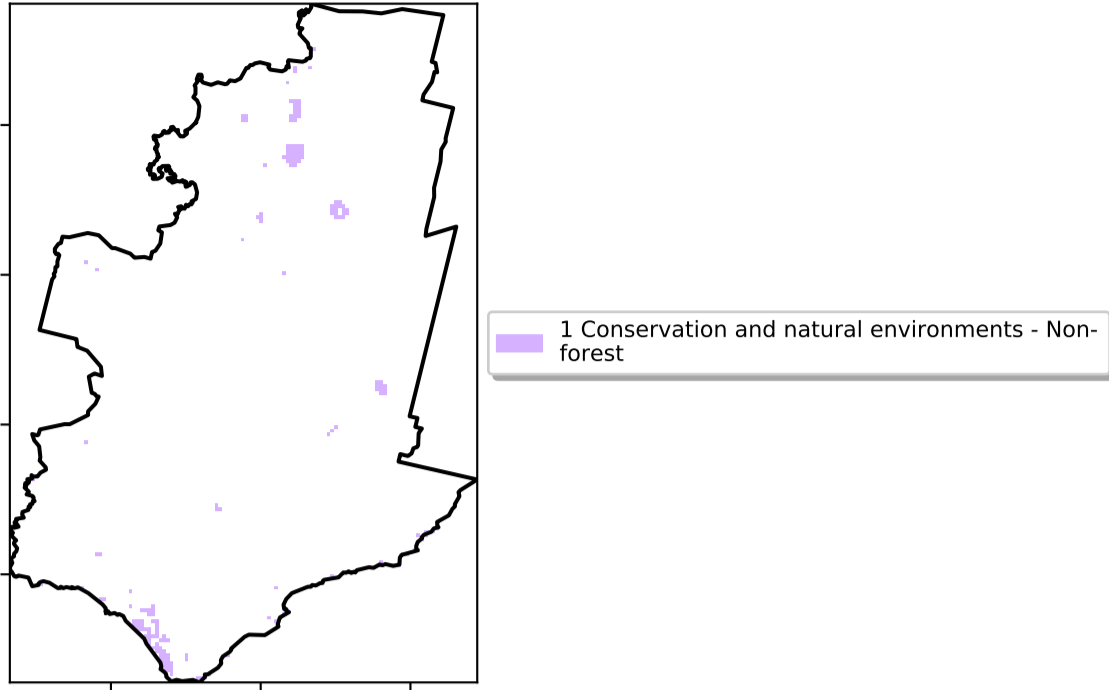 1 Conservation and natural environments - Non-
forest